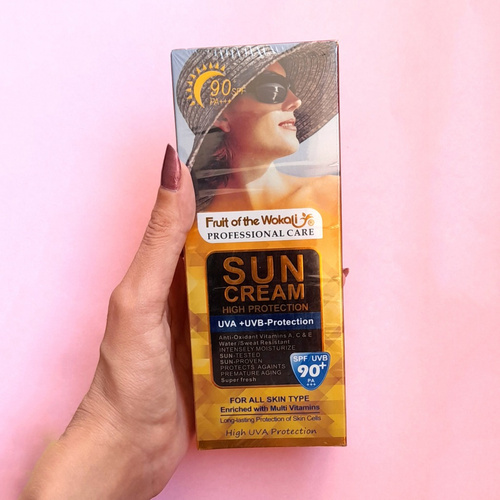 90 SPF
PA+++
Fruit of the Wokali ®
PROFESSIONAL CARE
SUN
CREAM
HIGH PROTECTION
UVA +UVB-Protection
Anti-Oxidant Vitamins A, C & E
Water/Sweat Resistant
INTENSELY MOISTURIZE
SUN-TESTED
SUN-PROVEN
PROTECTS AGAINTS
PREMATURE AGING
Super fresh
SPF UVB
90+
PA
+++
FOR ALL SKIN TYPE
Enriched with Multi Vitamins
Long-lasting Protection of Skin Cells
High UVA Protection